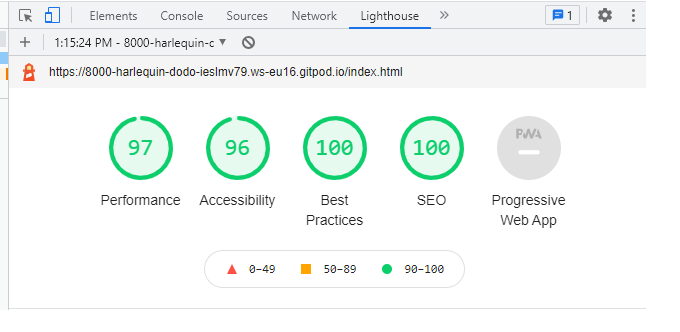 Elements Console Sources Network Lighthouse 1
1:15:24 PM - 8000-harlequin-c
https://8000-harlequin-dodo-ieslmv79.ws-eu16.gitpod.io/index.html
97 96 100 100 PWA
Performance Accessibility Best Practices SEO Progressive Web App
0–49 50–89 90–100